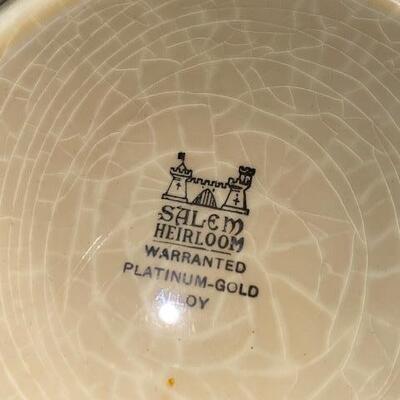 SALEM
HEIRLOOM
WARRANTED
PLATINUM-GOLD
ALLOY